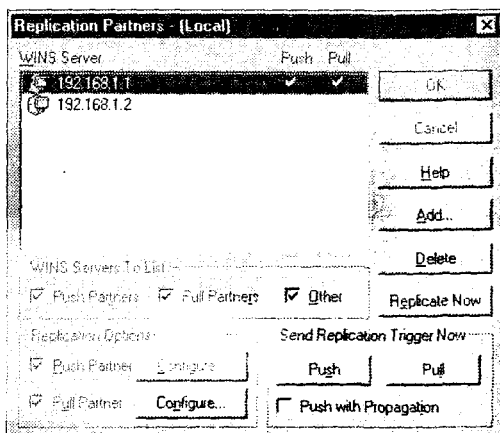 Replication Partners - (Local)
WINS Server Push Pull
192.168.1.1
192.168.1.2
OK
Cancel
Help
Add...
Delete
Replicate Now
WINS Servers To List
Push Partners Pull Partners Other
Replication Options
Push Partner Configure...
Pull Partner Configure...
Send Replication Trigger Now
Push Pull
Push with Propagation